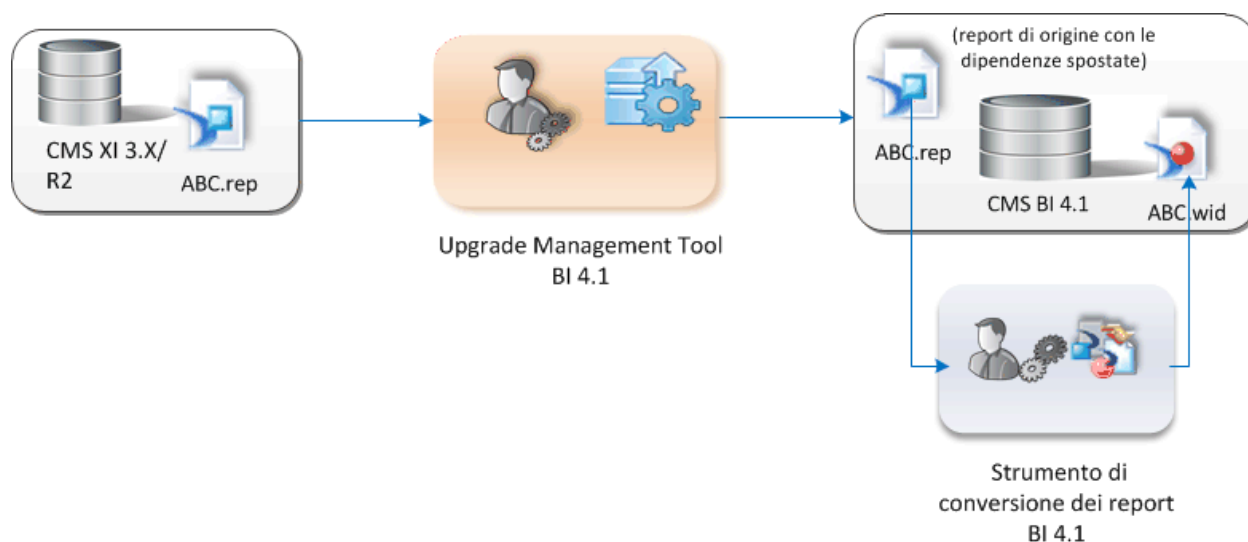 CMS XI 3.X/
R2
ABC.rep
Upgrade Management Tool
BI 4.1
(report di origine con le
dipendenze spostate)
ABC.rep
CMS BI 4.1
ABC.wid
Strumento di
conversione dei report
BI 4.1